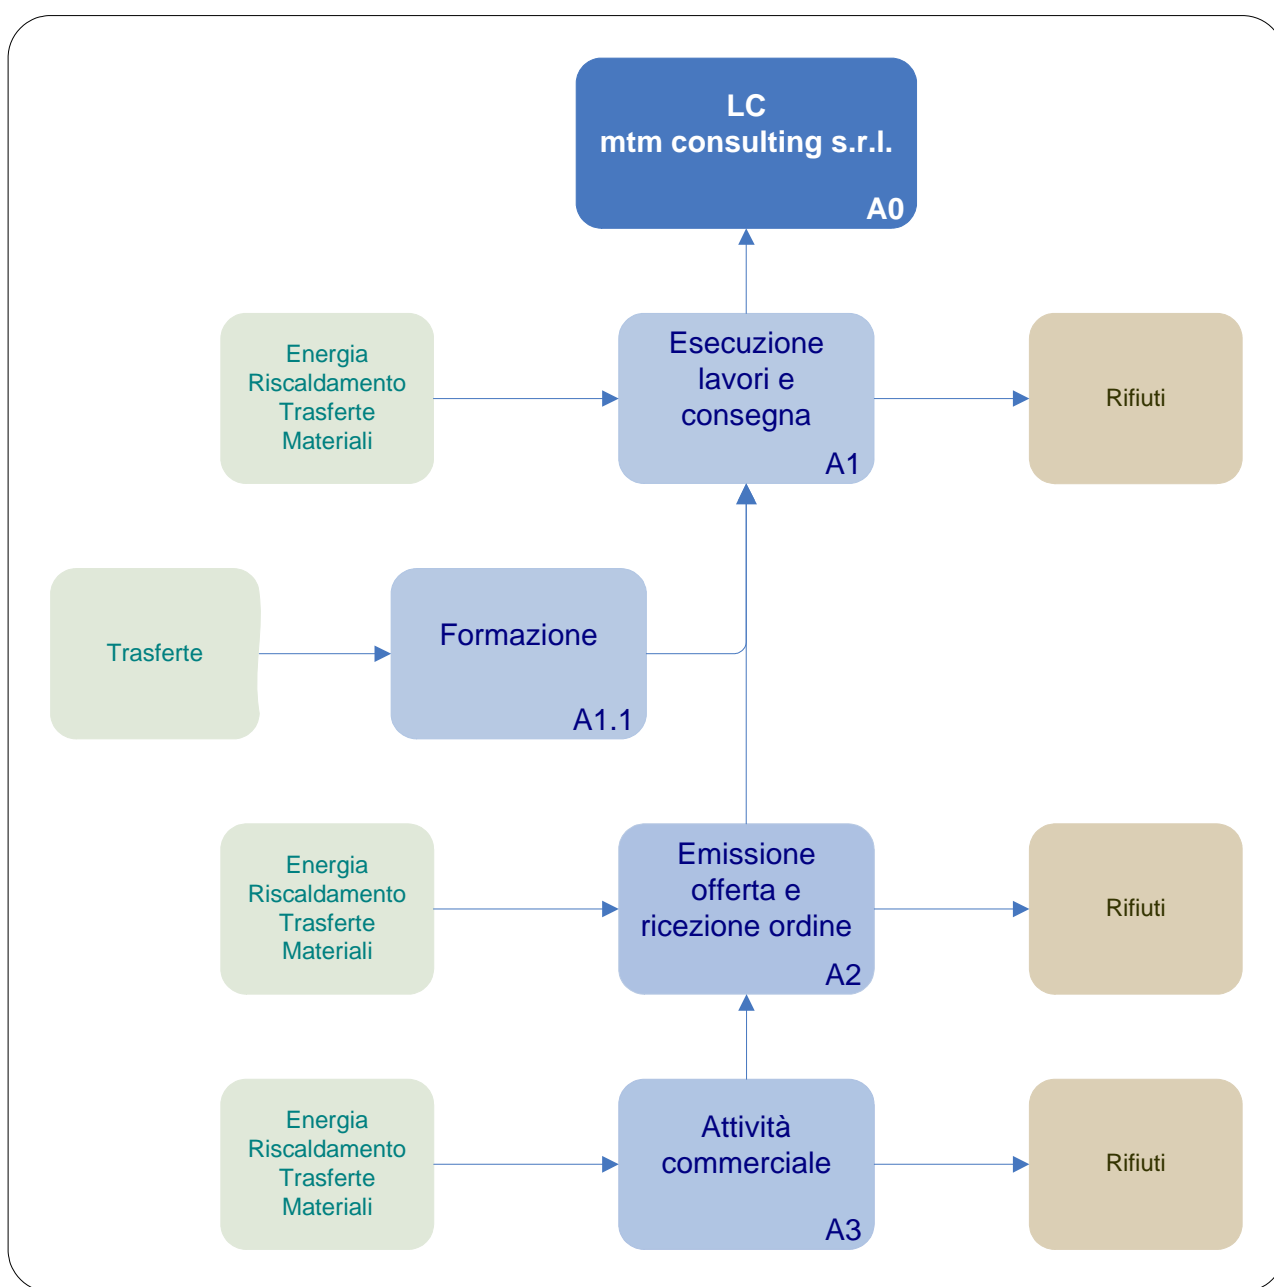 LC
mtm consulting s.r.l.
A0
Energia
Riscaldamento
Trasferte
Materiali
Esecuzione
lavori e
consegna
A1
Rifiuti
Trasferte
Formazione
A1.1
Energia
Riscaldamento
Trasferte
Materiali
Emissione
offerta e
ricezione ordine
A2
Rifiuti
Energia
Riscaldamento
Trasferte
Materiali
Attività
commerciale
A3
Rifiuti